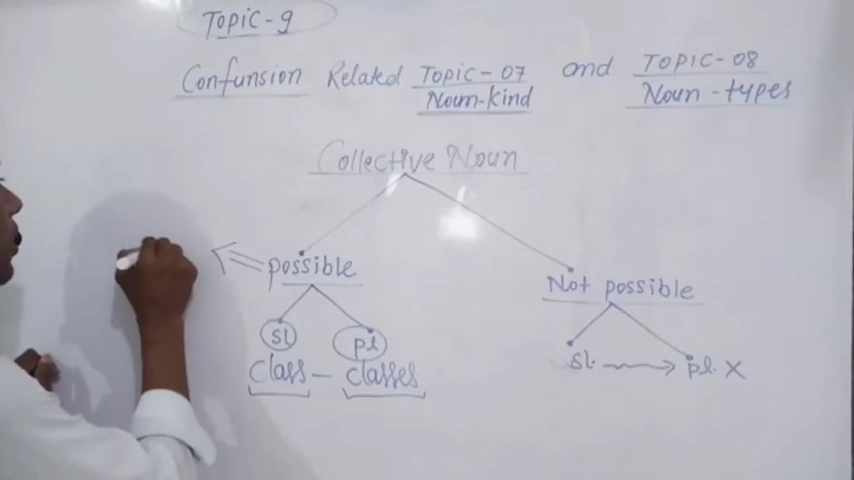 Topic-9
Confunsion Related Topic-07 and TOPIC-08
Noun-kind Noun-types
Collective Noun
possible
Not possible
sl pl
sl. pl. X
class - classes